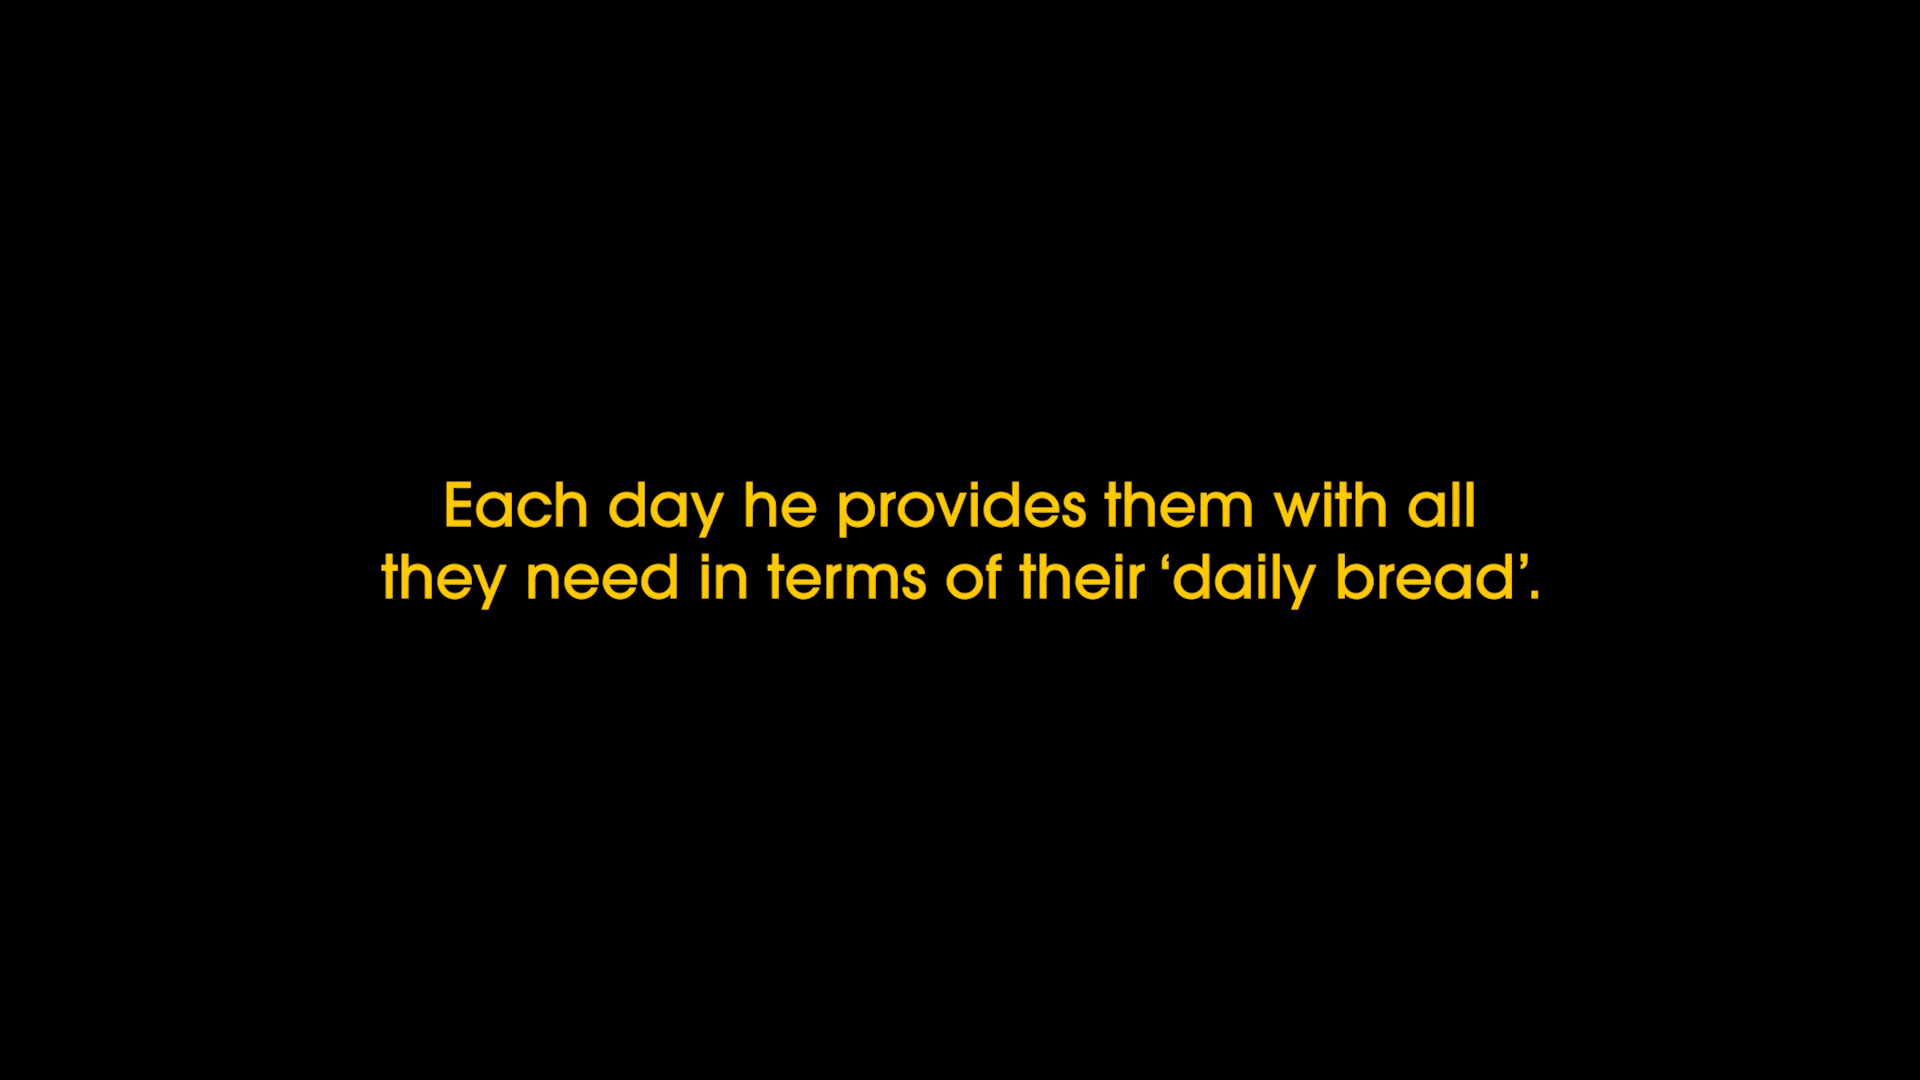 Each day he provides them with all
they need in terms of their ‘daily bread’.